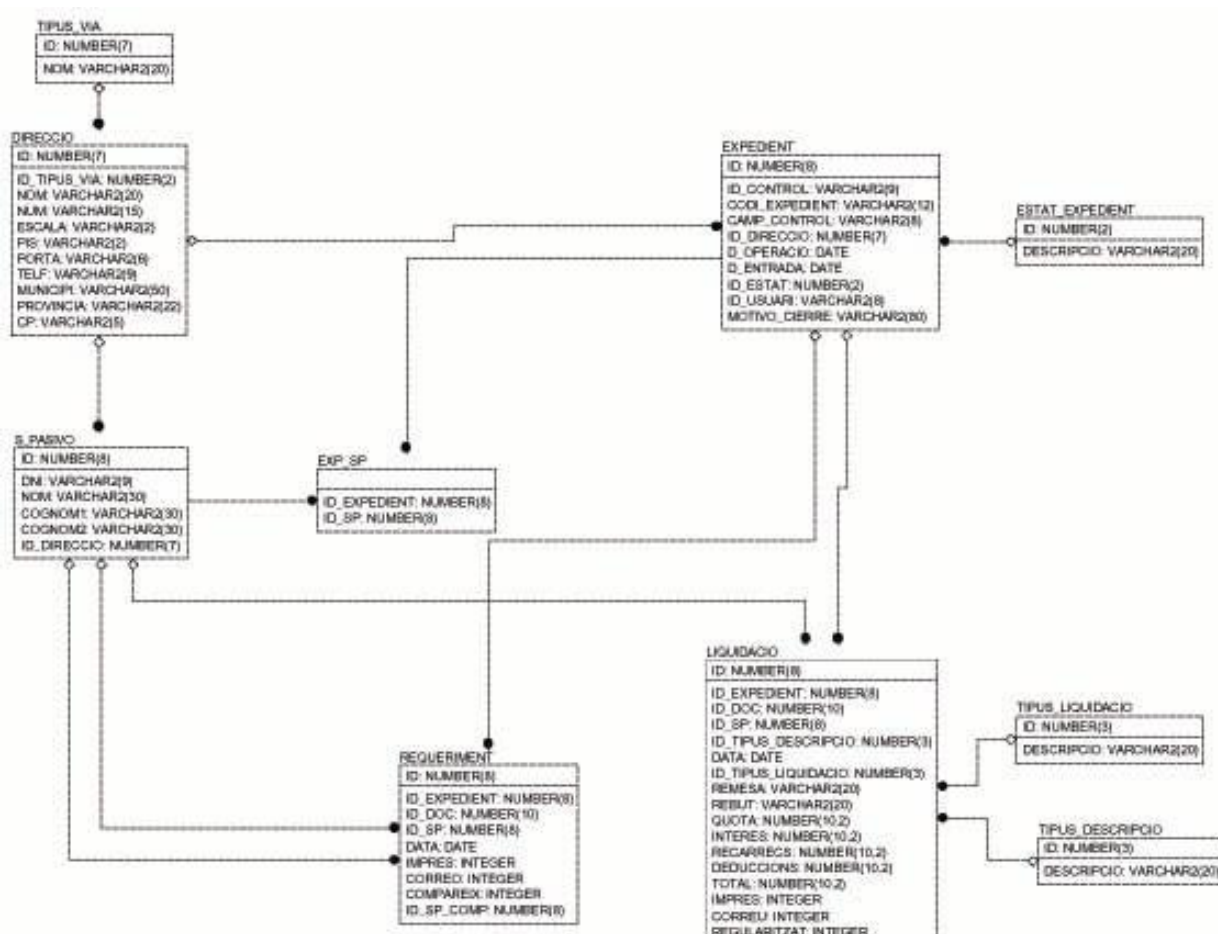 TIPUS_VIA
ID: NUMBER(7)
NOM: VARCHAR2(20)
DIRECCIO
ID: NUMBER(7)
ID_TIPUS_VIA: NUMBER(2)
NOM: VARCHAR2(20)
NUM: VARCHAR2(15)
ESCALA: VARCHAR2(2)
PIS: VARCHAR2(2)
PORTA: VARCHAR2(6)
TELF: VARCHAR2(9)
MUNICIPI: VARCHAR2(50)
PROVINCIA: VARCHAR2(22)
CP: VARCHAR2(5)
EXPEDIENT
ID: NUMBER(8)
ID_CONTROL: VARCHAR2(9)
CODI_EXPEDIENT: VARCHAR2(12)
CAMP_CONTROL: VARCHAR2(8)
ID_DIRECCIO: NUMBER(7)
D_OPERACIO: DATE
D_ENTRADA: DATE
ID_ESTAT: NUMBER(2)
ID_USUARI: VARCHAR2(8)
MOTIVO_CIERRE: VARCHAR2(80)
ESTAT_EXPEDIENT
ID: NUMBER(2)
DESCRIPCIO: VARCHAR2(20)
S_PASIVO
ID: NUMBER(8)
DNI: VARCHAR2(9)
NOM: VARCHAR2(30)
COGNOM1: VARCHAR2(30)
COGNOM2: VARCHAR2(30)
ID_DIRECCIO: NUMBER(7)
EXP_SP
ID_EXPEDIENT: NUMBER(8)
ID_SP: NUMBER(8)
REQUERIMENT
ID: NUMBER(8)
ID_EXPEDIENT: NUMBER(8)
ID_DOC: NUMBER(10)
ID_SP: NUMBER(8)
DATA: DATE
IMPRES: INTEGER
CORREO: INTEGER
COMPAREIX: INTEGER
ID_SP_COMP: NUMBER(8)
LIQUIDACIO
ID: NUMBER(8)
ID_EXPEDIENT: NUMBER(8)
ID_DOC: NUMBER(10)
ID_SP: NUMBER(8)
ID_TIPUS_DESCRIPCIO: NUMBER(3)
DATA: DATE
ID_TIPUS_LIQUIDACIO: NUMBER(3)
REMESA: VARCHAR2(20)
REBUT: VARCHAR2(20)
QUOTA: NUMBER(10,2)
INTERES: NUMBER(10,2)
RECARRECS: NUMBER(10,2)
DEDUCCIONS: NUMBER(10,2)
TOTAL: NUMBER(10,2)
IMPRES: INTEGER
CORREU: INTEGER
REGULARITZAT: INTEGER
TIPUS_LIQUIDACIO
ID: NUMBER(3)
DESCRIPCIO: VARCHAR2(20)
TIPUS_DESCRIPCIO
ID: NUMBER(3)
DESCRIPCIO: VARCHAR2(20)